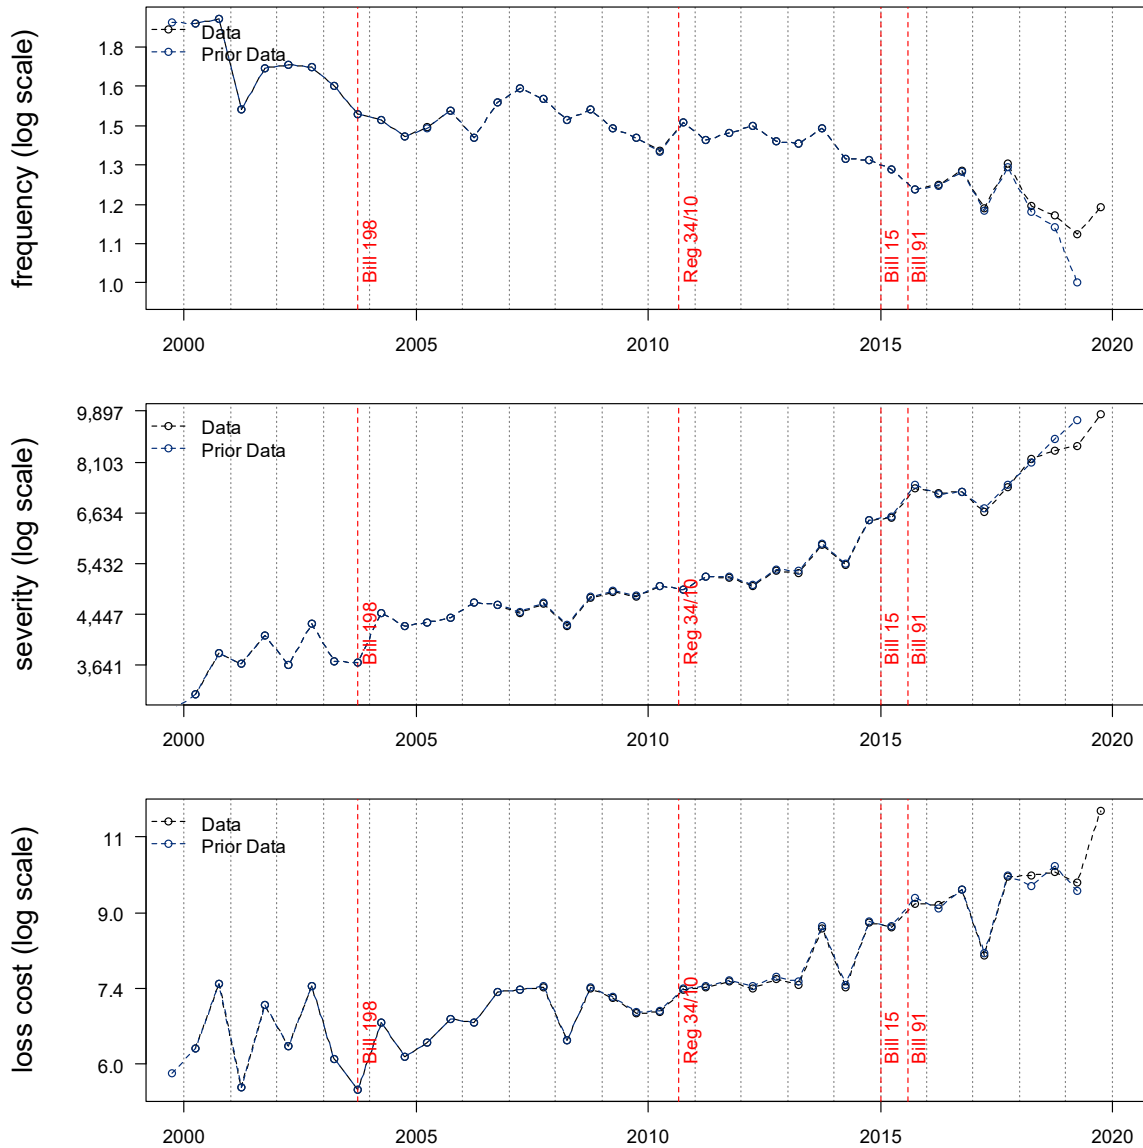 frequency (log scale)
1.8
1.6
1.5
1.3
1.2
1.1
1.0
Data
Prior Data
Bill 198
Reg 34/10
Bill 15
Bill 91
2000
2005
2010
2015
2020
severity (log scale)
9,897
8,103
6,634
5,432
4,447
3,641
Data
Prior Data
Bill 198
Reg 34/10
Bill 15
Bill 91
2000
2005
2010
2015
2020
loss cost (log scale)
11
9.0
7.4
6.0
Data
Prior Data
Bill 198
Reg 34/10
Bill 15
Bill 91
2000
2005
2010
2015
2020